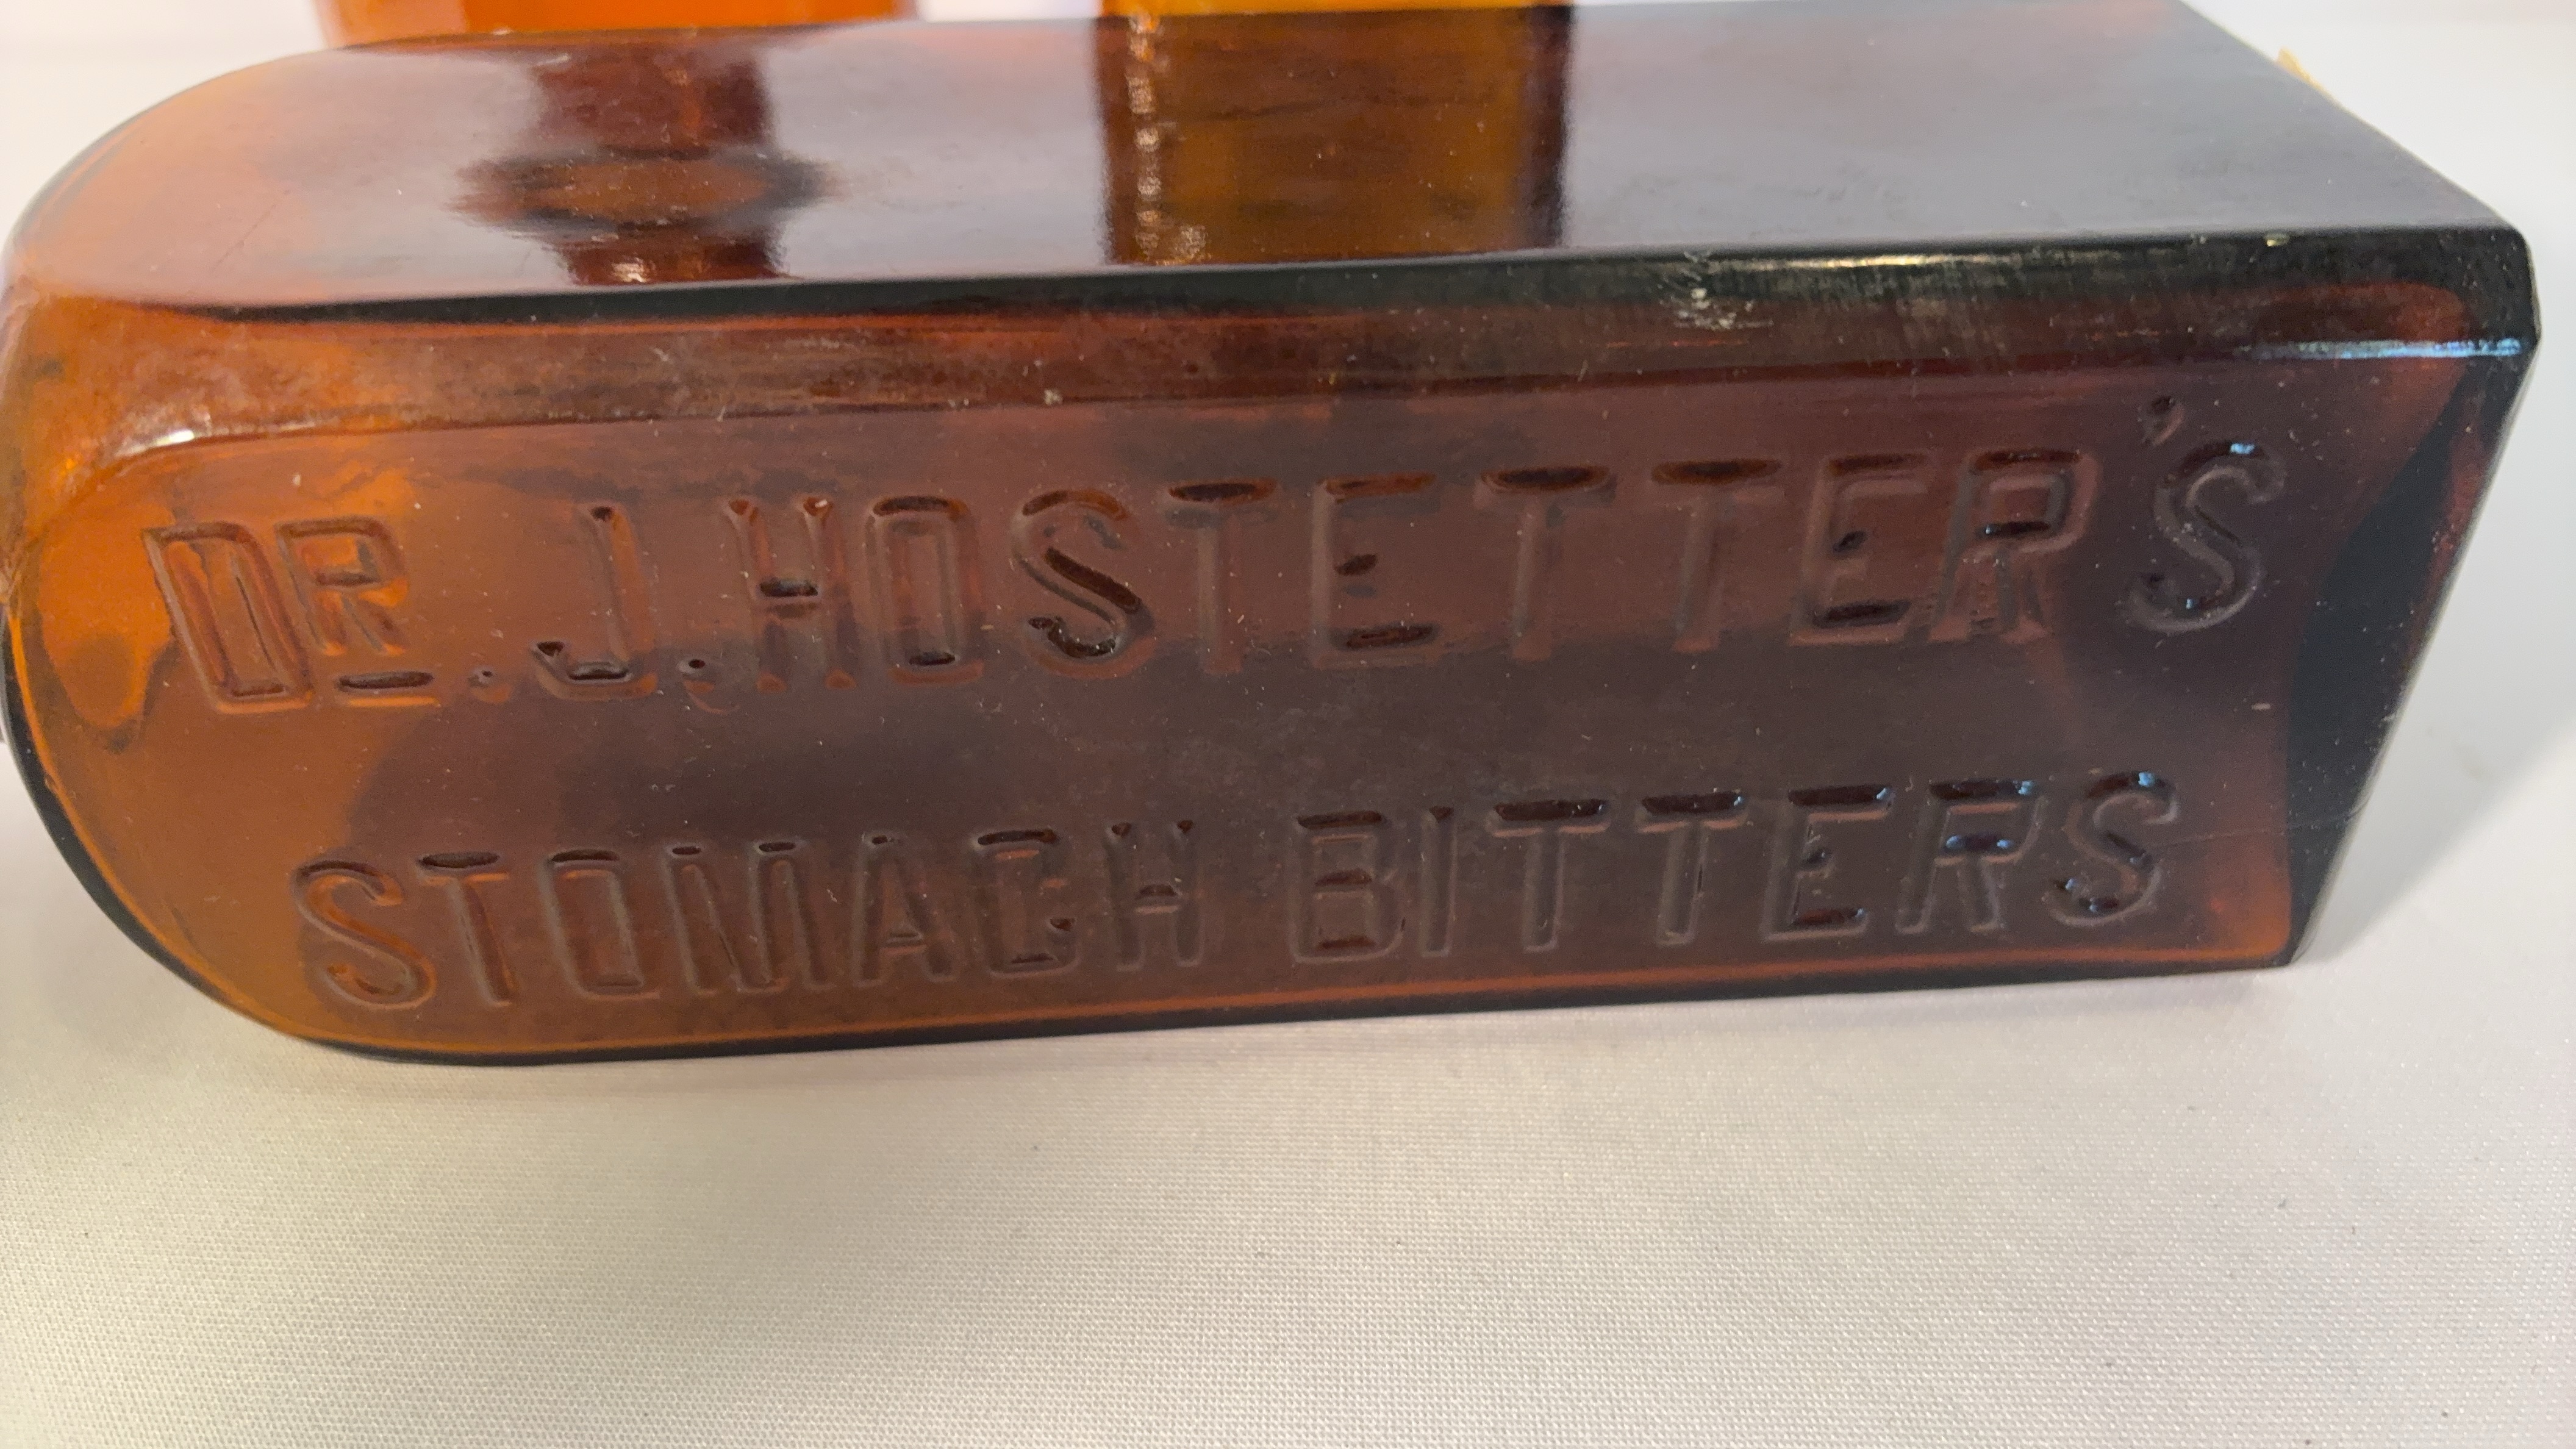 DR. J. HOSTETTER'S
STOMACH BITTERS